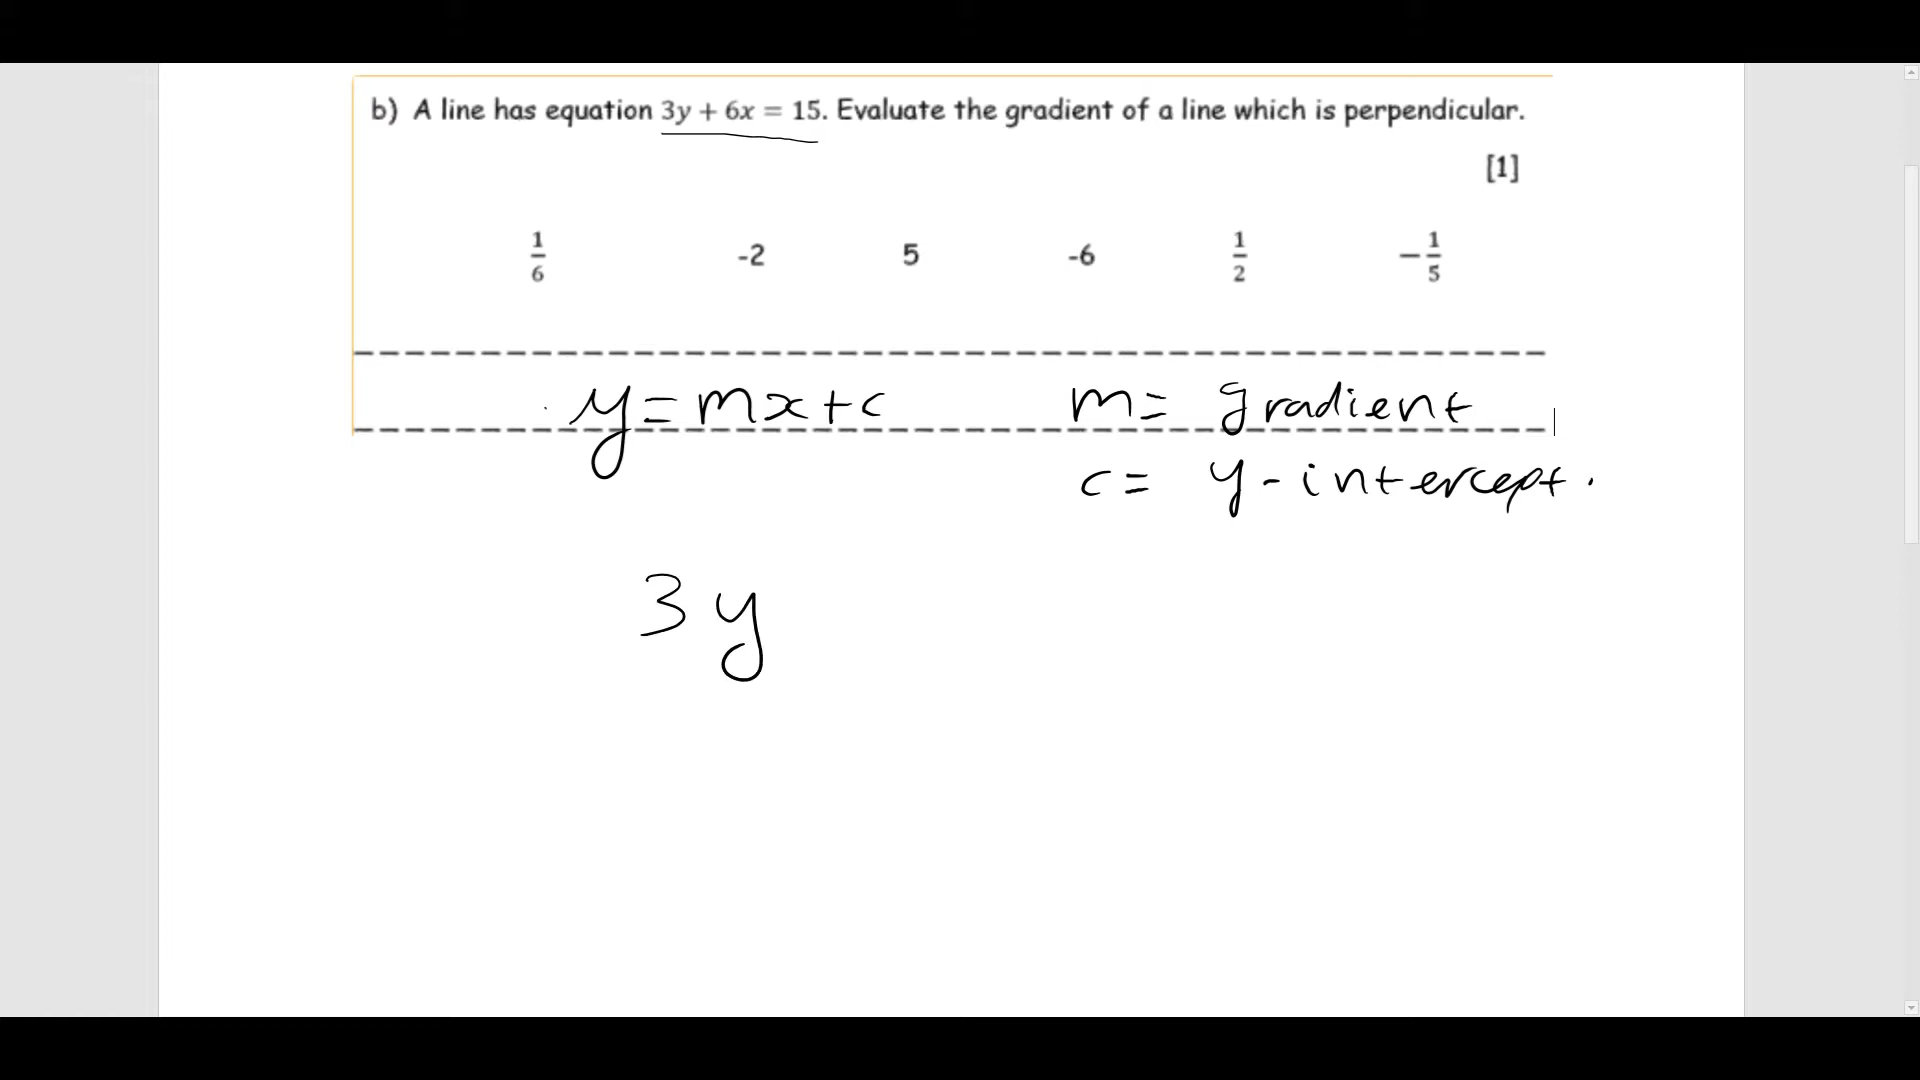 b) A line has equation 3y + 6x = 15. Evaluate the gradient of a line which is perpendicular.
[1]
1/6 -2 5 -6 1/2 -1/5
y = mx + c m = gradient
c = y - intercept.
3y